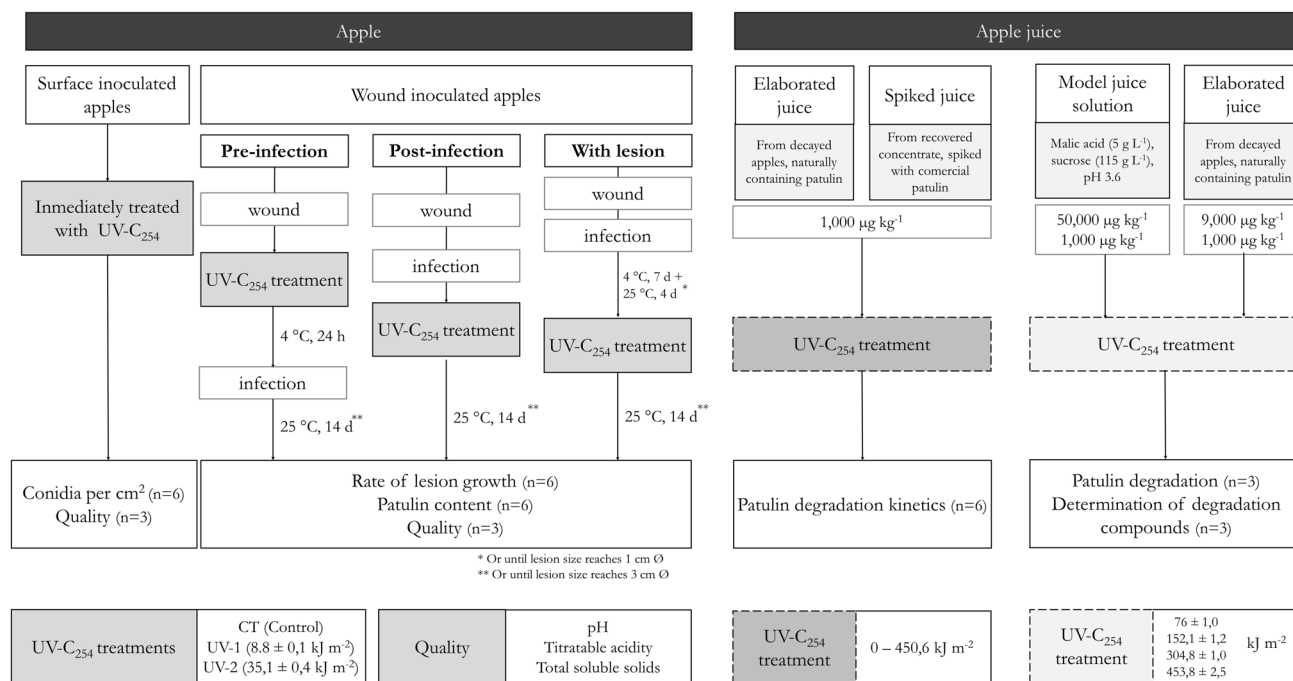 Apple
Surface inoculated
apples
Wound inoculated apples
Pre-infection
Post-infection
With lesion
Inmediately treated
with UV-C₂₅₄
wound
UV-C₂₅₄ treatment
4 °C, 24 h
infection
25 °C, 14 d**
wound
infection
UV-C₂₅₄ treatment
25 °C, 14 d**
wound
infection
4 °C, 7 d +
25 °C, 4 d *
UV-C₂₅₄ treatment
25 °C, 14 d**
Conidia per cm² (n=6)
Quality (n=3)
Rate of lesion growth (n=6)
Patulin content (n=6)
Quality (n=3)
* Or until lesion size reaches 1 cm Ø
** Or until lesion size reaches 3 cm Ø
UV-C₂₅₄ treatments
CT (Control)
UV-1 (8.8 ± 0,1 kJ m⁻²)
UV-2 (35,1 ± 0,4 kJ m⁻²)
Quality
pH
Titratable acidity
Total soluble solids
Apple juice
Elaborated
juice
From decayed
apples, naturally
containing patulin
Spiked juice
From recovered
concentrate, spiked
with comercial
patulin
1,000 µg kg⁻¹
UV-C₂₅₄ treatment
Patulin degradation kinetics (n=6)
UV-C₂₅₄
treatment
0 – 450,6 kJ m⁻²
Model juice
solution
Malic acid (5 g L⁻¹),
sucrose (115 g L⁻¹),
pH 3.6
50,000 µg kg⁻¹
1,000 µg kg⁻¹
Elaborated
juice
From decayed
apples, naturally
containing patulin
9,000 µg kg⁻¹
1,000 µg kg⁻¹
UV-C₂₅₄ treatment
Patulin degradation (n=3)
Determination of degradation
compounds (n=3)
UV-C₂₅₄
treatment
76 ± 1,0
152,1 ± 1,2
304,8 ± 1,0
453,8 ± 2,5
kJ m⁻²